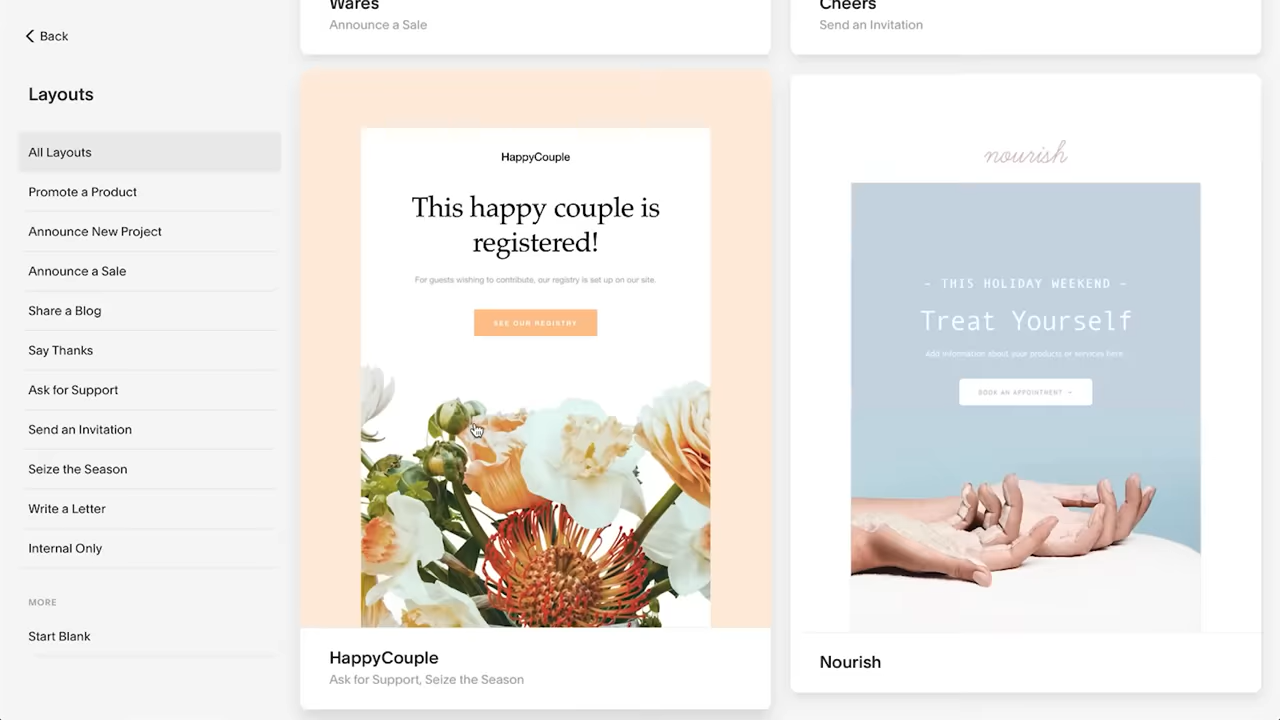 Back
Layouts
All Layouts
Promote a Product
Announce New Project
Announce a Sale
Share a Blog
Say Thanks
Ask for Support
Send an Invitation
Seize the Season
Write a Letter
Internal Only
MORE
Start Blank
Wares
Announce a Sale
Cheers
Send an Invitation
HappyCouple
This happy couple is
registered!
For guests wishing to contribute, our registry is set up on our site.
SEE OUR REGISTRY
HappyCouple
Ask for Support, Seize the Season
nourish
– THIS HOLIDAY WEEKEND –
Treat Yourself
Add information about your products or services here.
BOOK AN APPOINTMENT →
Nourish